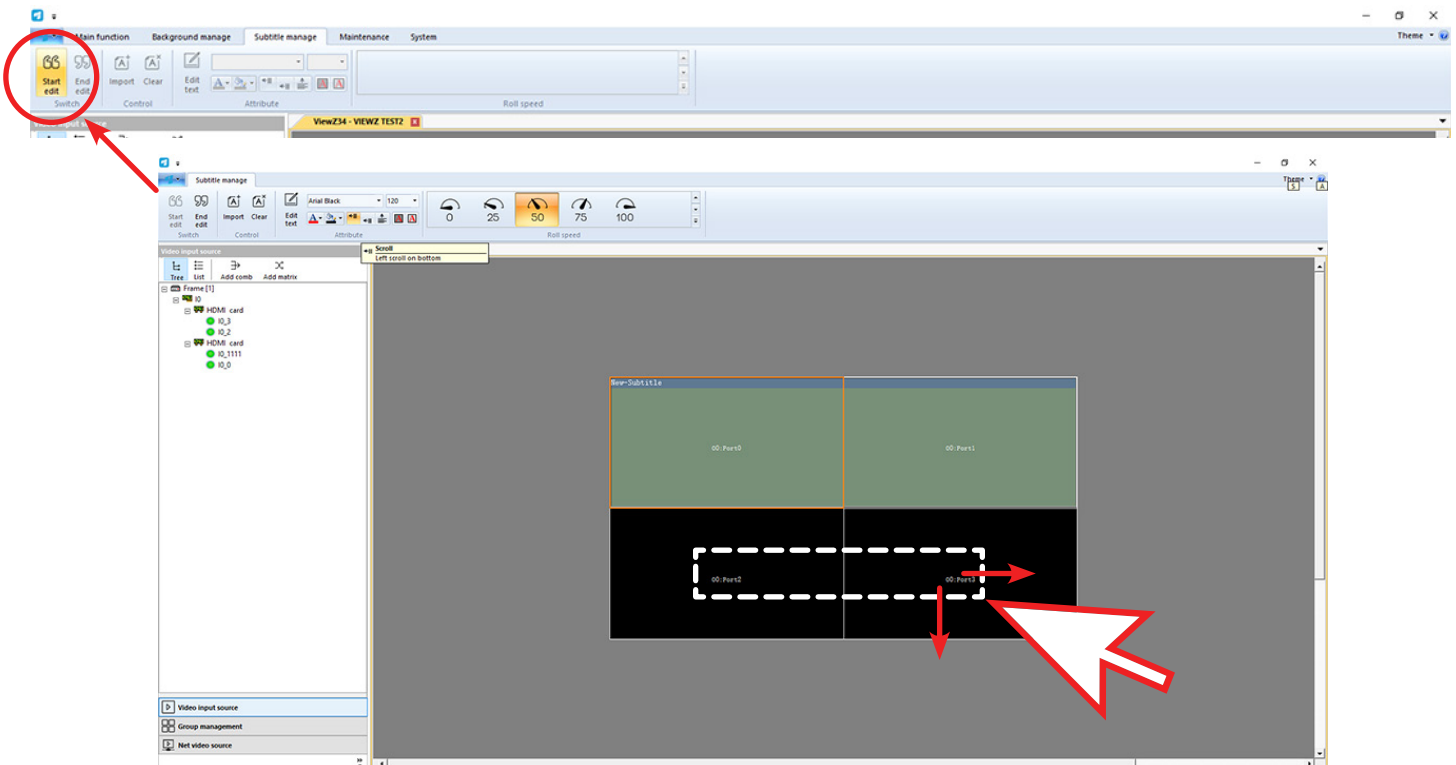 Main function Background manage Subtitle manage Maintenance System Theme
Start edit End edit Import Clear Edit text
Switch Control Attribute Roll speed
Video input source ViewZ34 - VIEWZ TEST2
Subtitle manage Theme S A
Start edit End edit Import Clear Edit text Arial Black 120 0 25 50 75 100
Switch Control Attribute Roll speed
Video input source
Scroll
Left scroll on bottom
Tree List Add comb Add matrix
Frame [1]
I0
HDMI card
I0_3
I0_2
HDMI card
I0_1111
I0_0
New-Subtitle
00:Port0 00:Port1
00:Port2 00:Port3
Video input source
Group management
Net video source